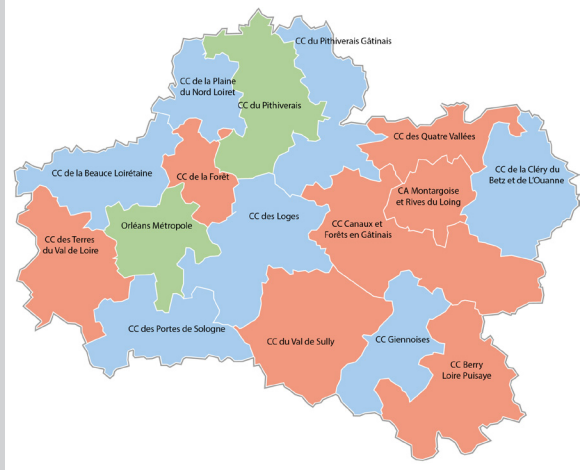 CC du Pithiverais Gâtinais
CC de la Plaine
du Nord Loiret
CC du Pithiverais
CC des Quatre Vallées
CC de la Beauce Loirétaine
CC de la Forêt
CC de la Cléry du
Betz et de L'Ouanne
CA Montargoise
et Rives du Loing
CC des Loges
Orléans Métropole
CC Canaux et
Forêts en Gâtinais
CC des Terres
du Val de Loire
CC des Portes de Sologne
CC du Val de Sully
CC Giennoises
CC Berry
Loire Puisaye